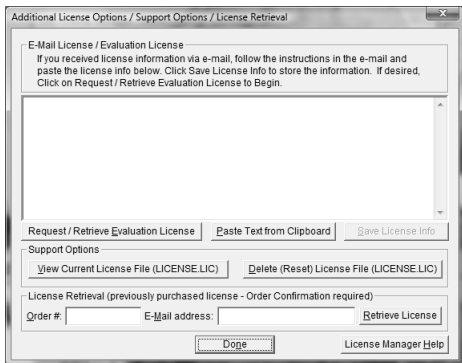 Additional License Options / Support Options / License Retrieval
E-Mail License / Evaluation License
If you received license information via e-mail, follow the instructions in the e-mail and
paste the license info below. Click Save License Info to store the information. If desired,
Click on Request / Retrieve Evaluation License to Begin.
Request / Retrieve Evaluation License Paste Text from Clipboard Save License Info
Support Options
View Current License File (LICENSE.LIC) Delete (Reset) License File (LICENSE.LIC)
License Retrieval (previously purchased license - Order Confirmation required)
Order #: E-Mail address: Retrieve License
Done License Manager Help